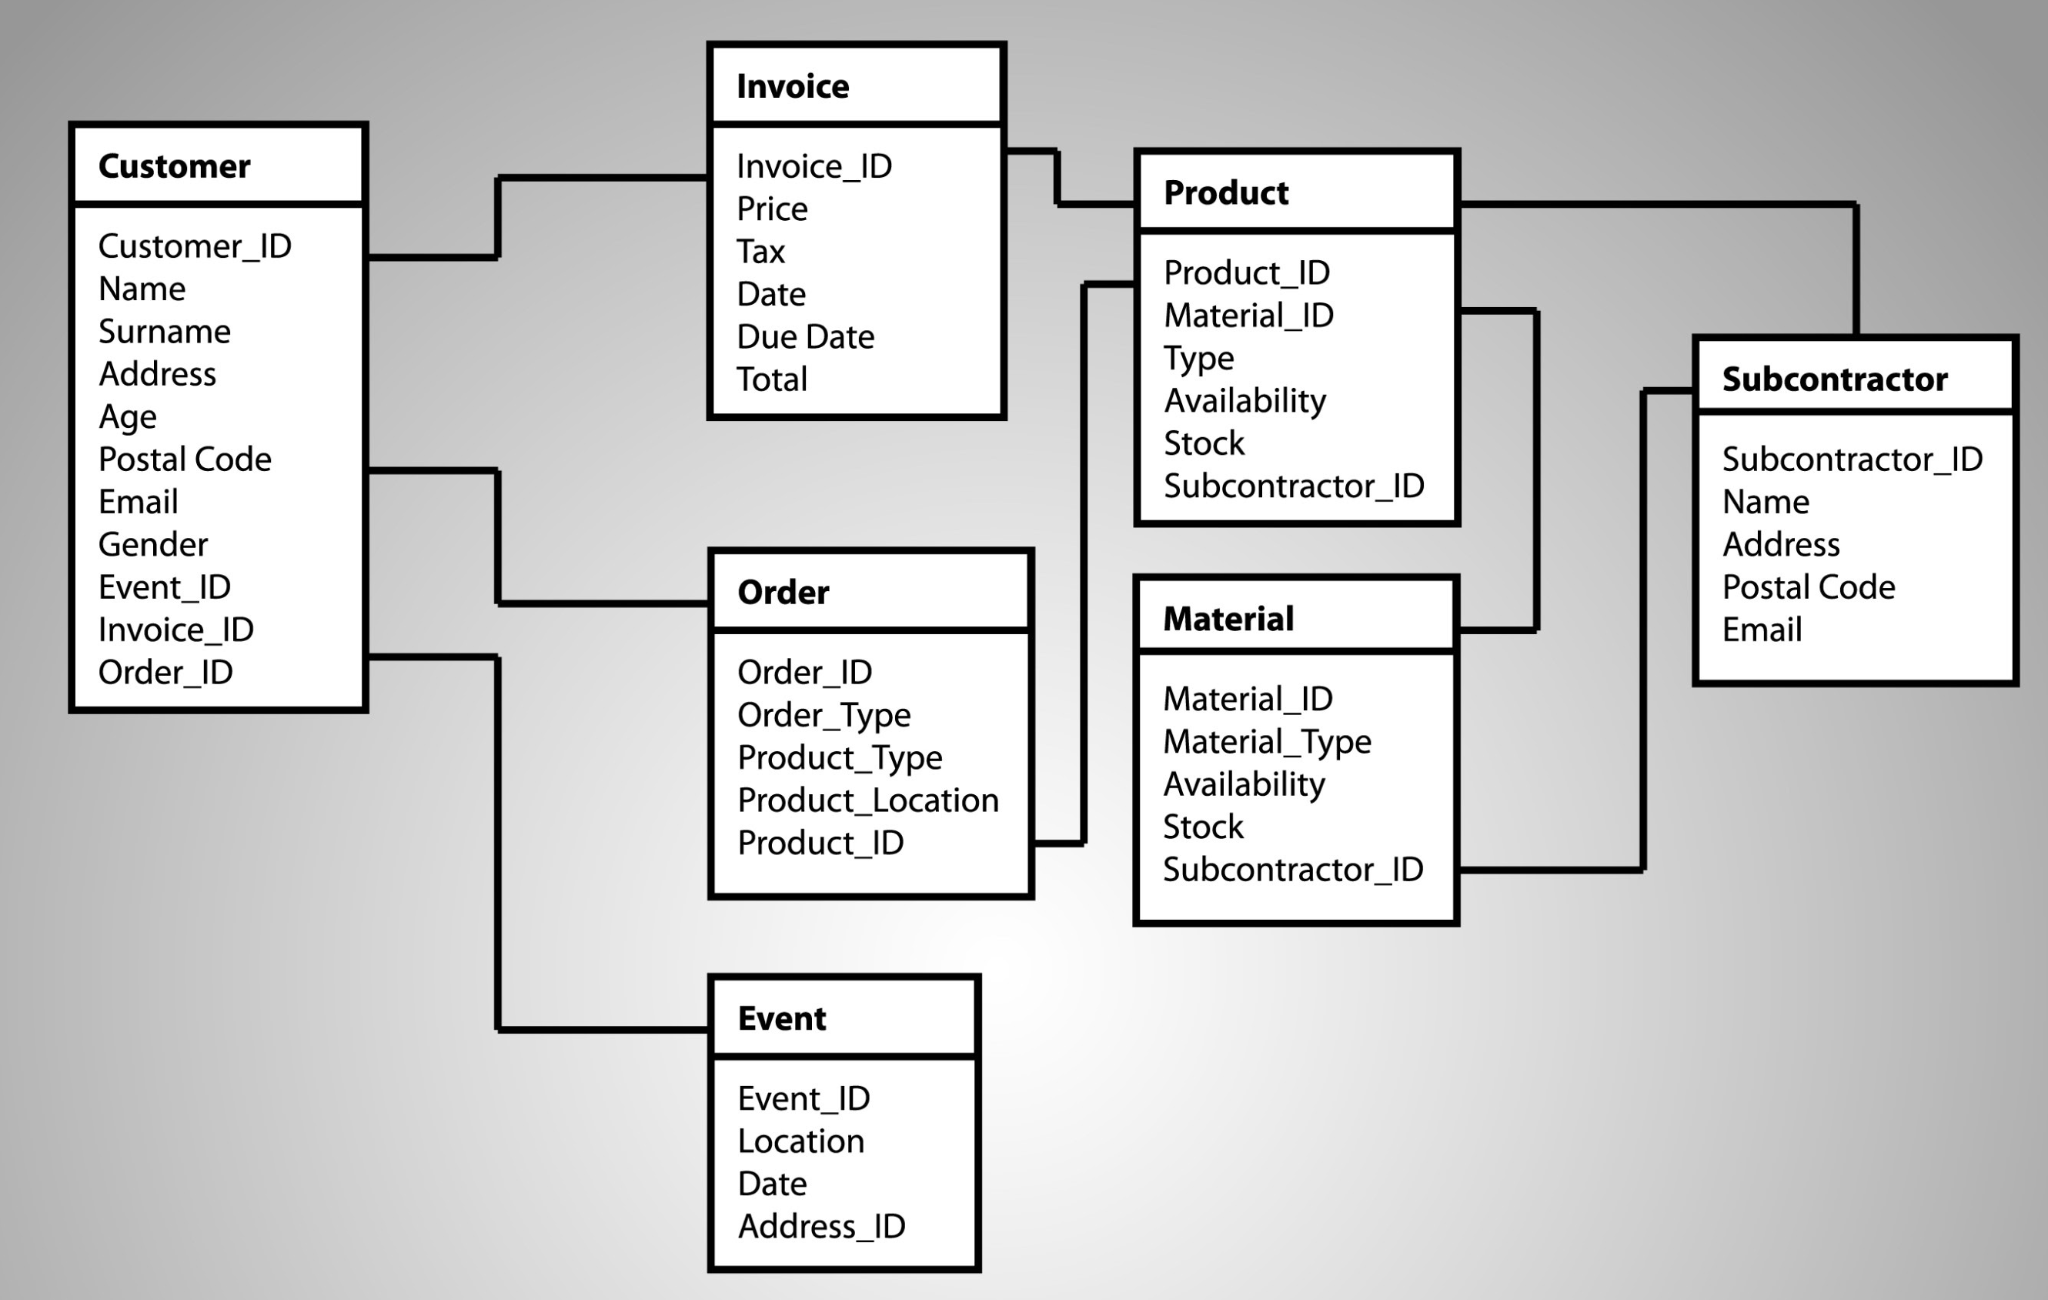 Customer
Customer_ID
Name
Surname
Address
Age
Postal Code
Email
Gender
Event_ID
Invoice_ID
Order_ID
Invoice
Invoice_ID
Price
Tax
Date
Due Date
Total
Order
Order_ID
Order_Type
Product_Type
Product_Location
Product_ID
Event
Event_ID
Location
Date
Address_ID
Product
Product_ID
Material_ID
Type
Availability
Stock
Subcontractor_ID
Material
Material_ID
Material_Type
Availability
Stock
Subcontractor_ID
Subcontractor
Subcontractor_ID
Name
Address
Postal Code
Email